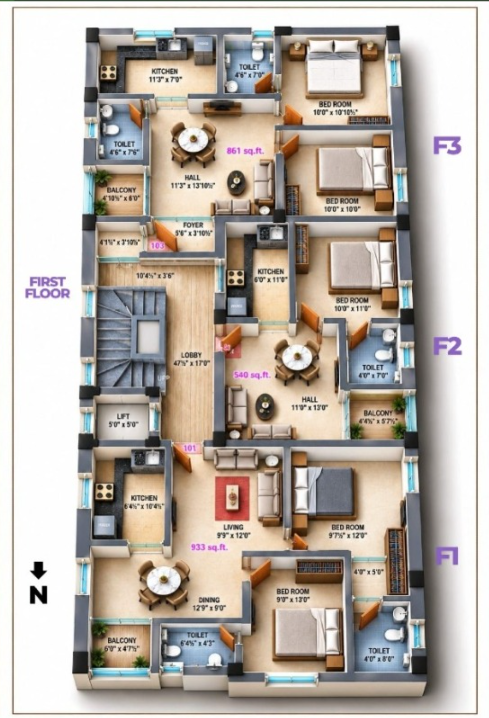 KITCHEN
11'3" x 7'0"
TOILET
4'6" x 7'0"
BED ROOM
10'0" x 10'10½"
TOILET
4'6" x 7'6"
861 sq.ft.
F3
HALL
11'3" x 13'10½"
BALCONY
4'10½" x 6'0"
BED ROOM
10'0" x 10'0"
FOYER
5'6" x 3'10½"
4'1½" x 3'10½"
103
10'4½" x 3'6"
FIRST
FLOOR
KITCHEN
6'0" x 11'0"
BED ROOM
10'0" x 11'0"
F2
LOBBY
47½" x 17'0"
540 sq.ft.
TOILET
4'0" x 7'0"
HALL
11'0" x 13'0"
BALCONY
4'4½" x 5'7½"
LIFT
5'0" x 5'0"
101
KITCHEN
6'4½" x 10'4½"
LIVING
9'9" x 12'0"
933 sq.ft.
BED ROOM
9'7½" x 12'0"
F1
4'0" x 5'0"
N
DINING
12'9" x 9'0"
BED ROOM
9'0" x 13'0"
BALCONY
6'0" x 4'7½"
TOILET
6'4½" x 4'3"
TOILET
4'0" x 8'0"